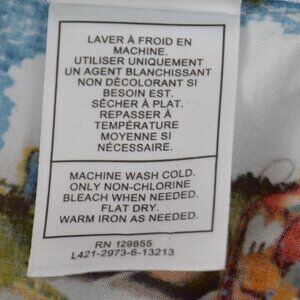 LAVER À FROID EN
MACHINE.
UTILISER UNIQUEMENT
UN AGENT BLANCHISSANT
NON DÉCOLORANT SI
BESOIN EST.
SÉCHER À PLAT.
REPASSER À
TEMPÉRATURE
MOYENNE SI
NÉCESSAIRE.
MACHINE WASH COLD.
ONLY NON-CHLORINE
BLEACH WHEN NEEDED.
FLAT DRY.
WARM IRON AS NEEDED.
RN 129855
L421-2973-6-13213